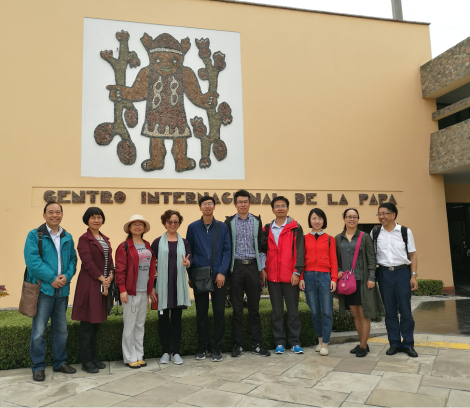 CENTRO INTERNACIONAL DE LA PAPA